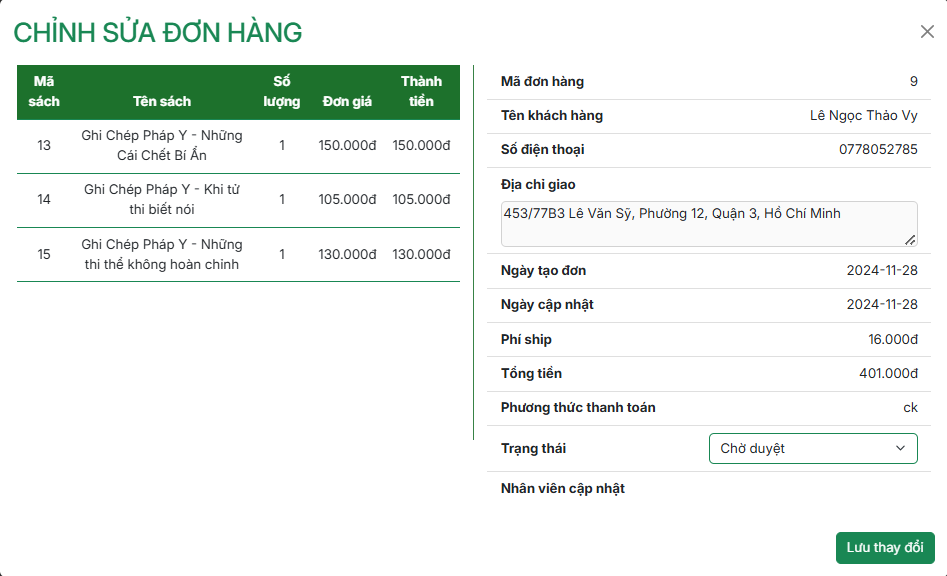 CHỈNH SỬA ĐƠN HÀNG
Mã sách Tên sách Số lượng Đơn giá Thành tiền
13 Ghi Chép Pháp Y - Những Cái Chết Bí Ẩn 1 150.000đ 150.000đ
14 Ghi Chép Pháp Y - Khi tử thi biết nói 1 105.000đ 105.000đ
15 Ghi Chép Pháp Y - Những thi thể không hoàn chỉnh 1 130.000đ 130.000đ
Mã đơn hàng 9
Tên khách hàng Lê Ngọc Thảo Vy
Số điện thoại 0778052785
Địa chỉ giao
453/77B3 Lê Văn Sỹ, Phường 12, Quận 3, Hồ Chí Minh
Ngày tạo đơn 2024-11-28
Ngày cập nhật 2024-11-28
Phí ship 16.000đ
Tổng tiền 401.000đ
Phương thức thanh toán ck
Trạng thái Chờ duyệt
Nhân viên cập nhật
Lưu thay đổi